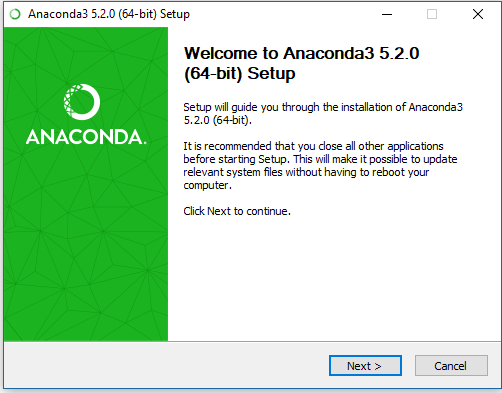 Anaconda3 5.2.0 (64-bit) Setup
ANACONDA.
Welcome to Anaconda3 5.2.0
(64-bit) Setup
Setup will guide you through the installation of Anaconda3
5.2.0 (64-bit).
It is recommended that you close all other applications
before starting Setup. This will make it possible to update
relevant system files without having to reboot your
computer.
Click Next to continue.
Next >
Cancel